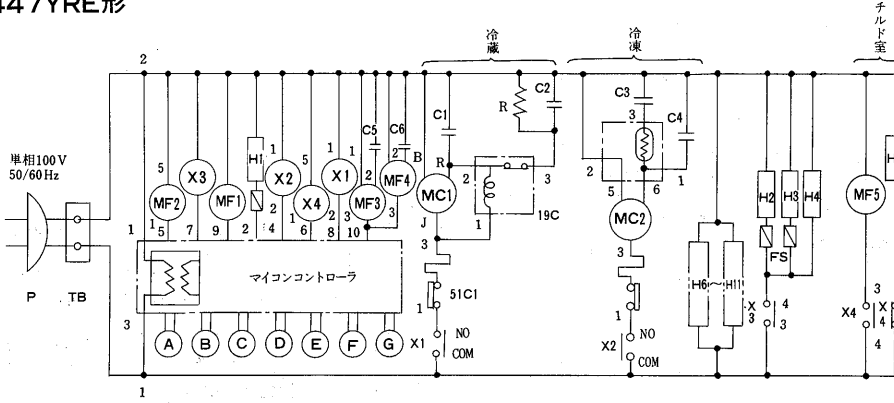 447YRE形
チルド室
冷蔵
冷凍
2
単相100V
50/60Hz
P
TB
1
3
1
5
MF2
1
5
X3
7
MF1
9
H1
2
1
X2
2
4
5
X4
1
6
1
X1
2
8
C5
1
2
MF3
3
10
C6
2
B
MF4
3
マイコンコントローラ
A
B
C
D
E
F
G
C1
R
MC1
J
3
51C1
1
X1
NO
COM
R
C2
2
3
1
19C
C3
3
C4
2
5
6
1
MC2
3
1
X2
NO
COM
H6~H11
H2
H3
H4
FS
X3
4
3
MF5
X4
3
4
X
H